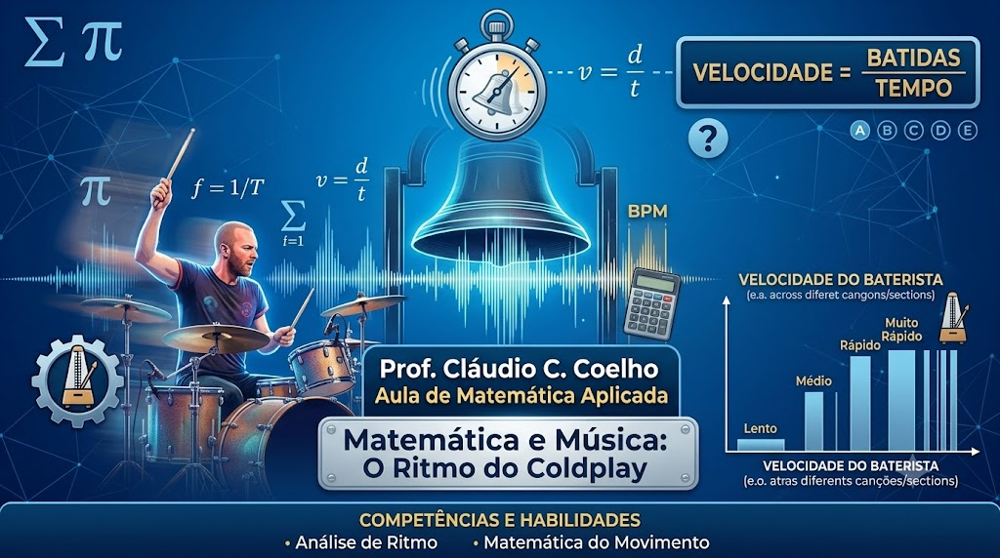 Σ π
v = d/t
VELOCIDADE = BATIDAS
TEMPO
?
A B C D E
π
f = 1/T
v = d/t
Σ
i=1
BPM
VELOCIDADE DO BATERISTA
(e.a. across diferet cangons/sections)
Muito
Rápido
Rápido
Médio
Lento
VELOCIDADE DO BATERISTA
(e.o. atras diferents canções/sections)
Prof. Cláudio C. Coelho
Aula de Matemática Aplicada
Matemática e Música:
O Ritmo do Coldplay
COMPETÊNCIAS E HABILIDADES
• Análise de Ritmo • Matemática do Movimento